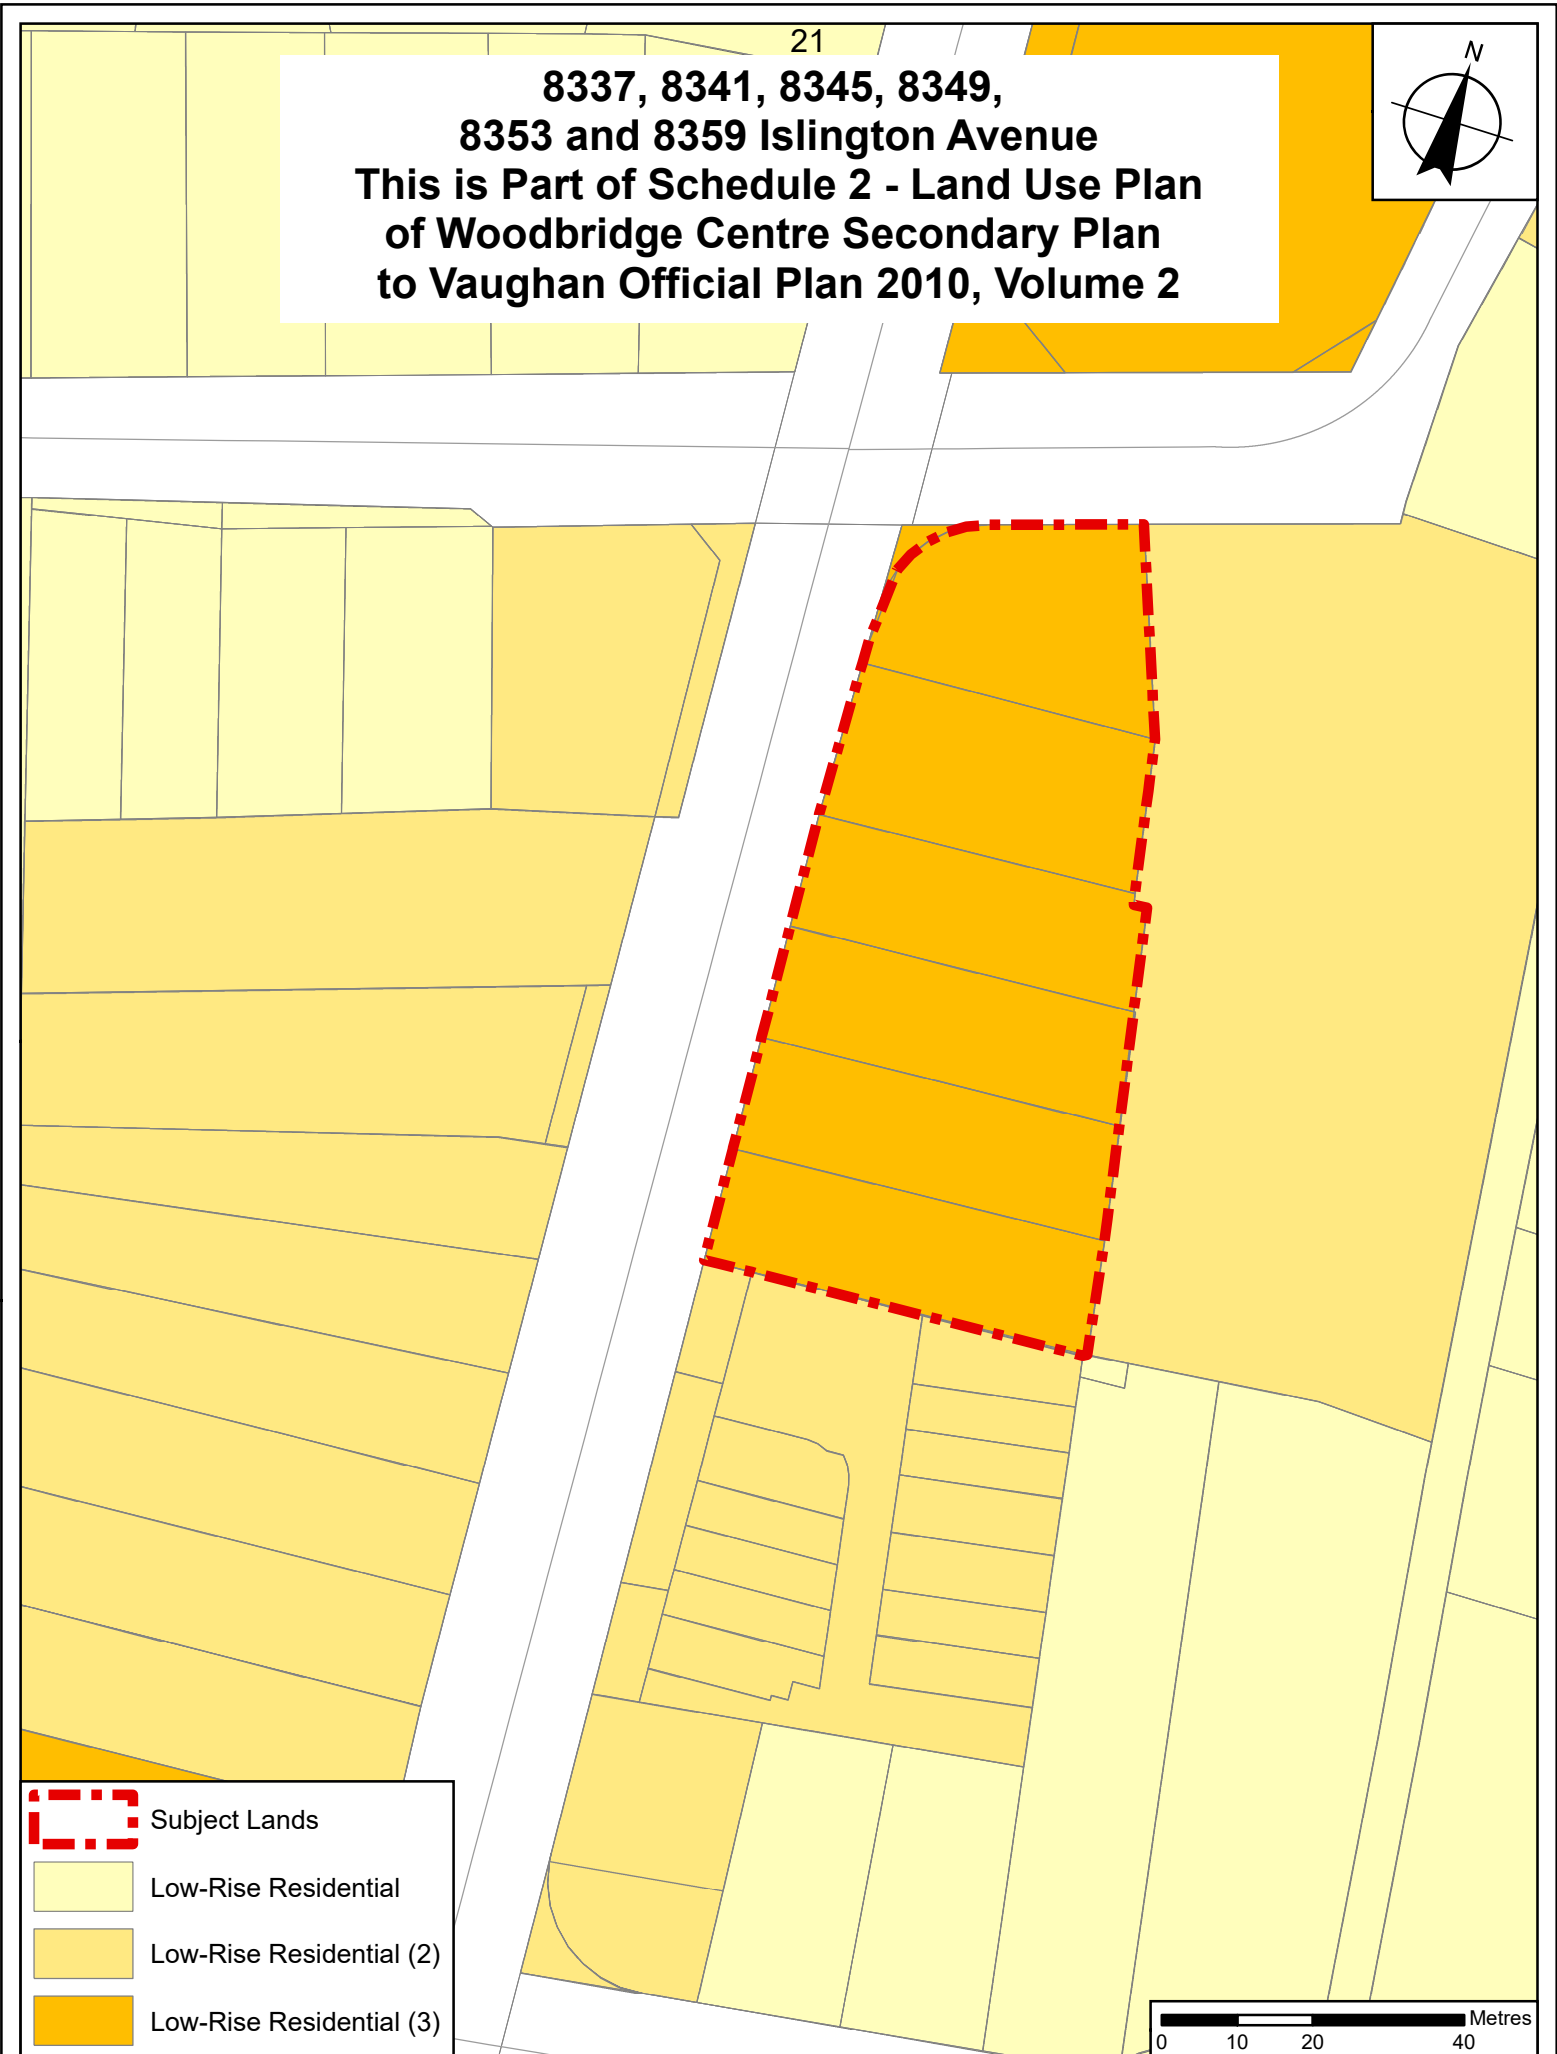 21
N
8337, 8341, 8345, 8349,
8353 and 8359 Islington Avenue
This is Part of Schedule 2 - Land Use Plan
of Woodbridge Centre Secondary Plan
to Vaughan Official Plan 2010, Volume 2
Subject Lands
Low-Rise Residential
Low-Rise Residential (2)
Low-Rise Residential (3)
Metres
0 10 20 40